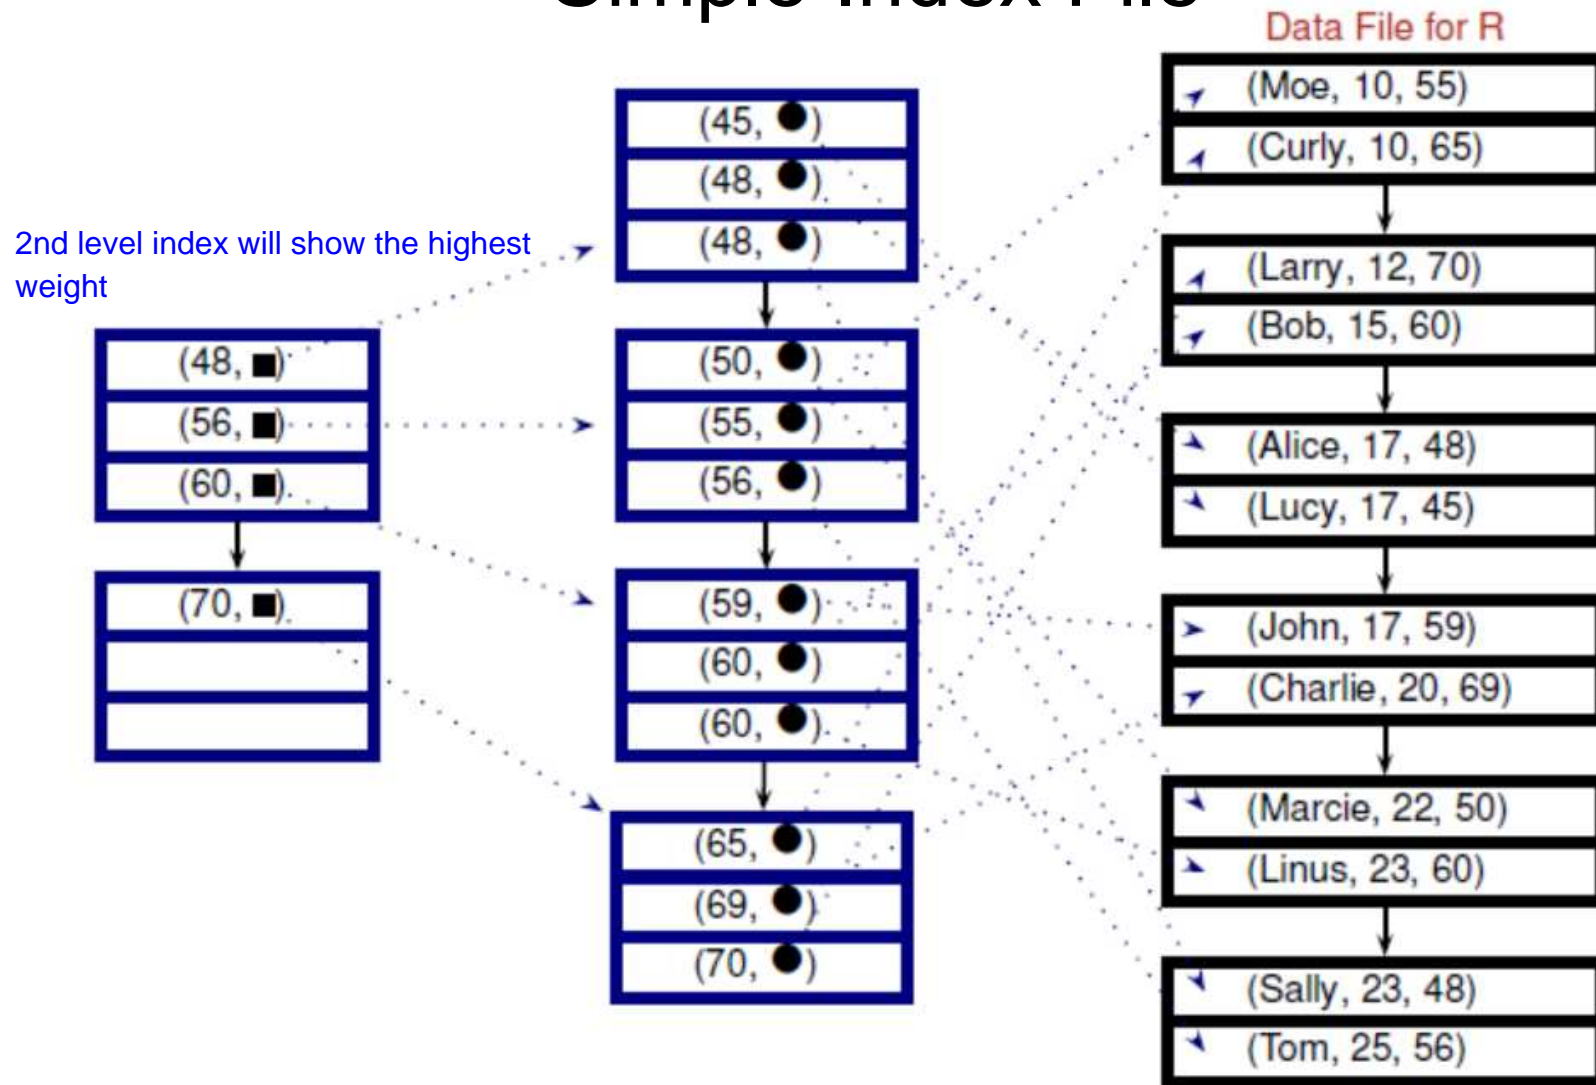 Simple Index File
Data File for R
2nd level index will show the highest
weight
(48, ■)
(56, ■)
(60, ■)
(70, ■)
(45, ●)
(48, ●)
(48, ●)
(50, ●)
(55, ●)
(56, ●)
(59, ●)
(60, ●)
(60, ●)
(65, ●)
(69, ●)
(70, ●)
(Moe, 10, 55)
(Curly, 10, 65)
(Larry, 12, 70)
(Bob, 15, 60)
(Alice, 17, 48)
(Lucy, 17, 45)
(John, 17, 59)
(Charlie, 20, 69)
(Marcie, 22, 50)
(Linus, 23, 60)
(Sally, 23, 48)
(Tom, 25, 56)